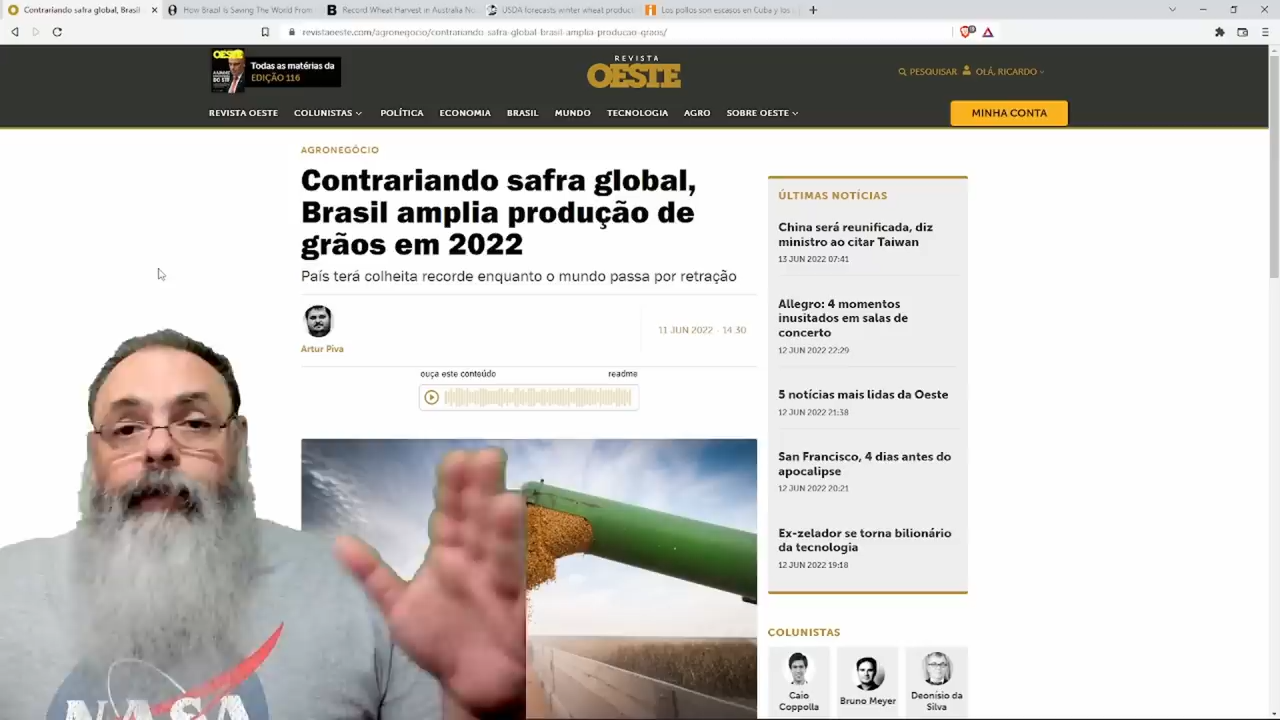 Contrariando safra global, Brasil
How Brazil Is Saving The World From
Record Wheat Harvest in Australia No
USDA forecasts winter wheat product
Los pollos son escasos en Cuba y los
revistaoeste.com/agronegocio/contrariando-safra-global-brasil-amplia-producao-graos/
OESTE
Todas as matérias da
EDIÇÃO 116
REVISTA
OESTE
PESQUISAR
OLÁ, RICARDO
REVISTA OESTE
COLUNISTAS
POLÍTICA
ECONOMIA
BRASIL
MUNDO
TECNOLOGIA
AGRO
SOBRE OESTE
MINHA CONTA
AGRONEGÓCIO
Contrariando safra global,
Brasil amplia produção de
grãos em 2022
País terá colheita recorde enquanto o mundo passa por retração
Artur Piva
11 JUN 2022 - 14:30
ouça este conteúdo
readme
ÚLTIMAS NOTÍCIAS
China será reunificada, diz
ministro ao citar Taiwan
13 JUN 2022 07:41
Allegro: 4 momentos
inusitados em salas de
concerto
12 JUN 2022 22:29
5 notícias mais lidas da Oeste
12 JUN 2022 21:38
San Francisco, 4 dias antes do
apocalipse
12 JUN 2022 20:21
Ex-zelador se torna bilionário
da tecnologia
12 JUN 2022 19:18
COLUNISTAS
Caio
Coppolla
Bruno Meyer
Deonísio da
Silva
NASA